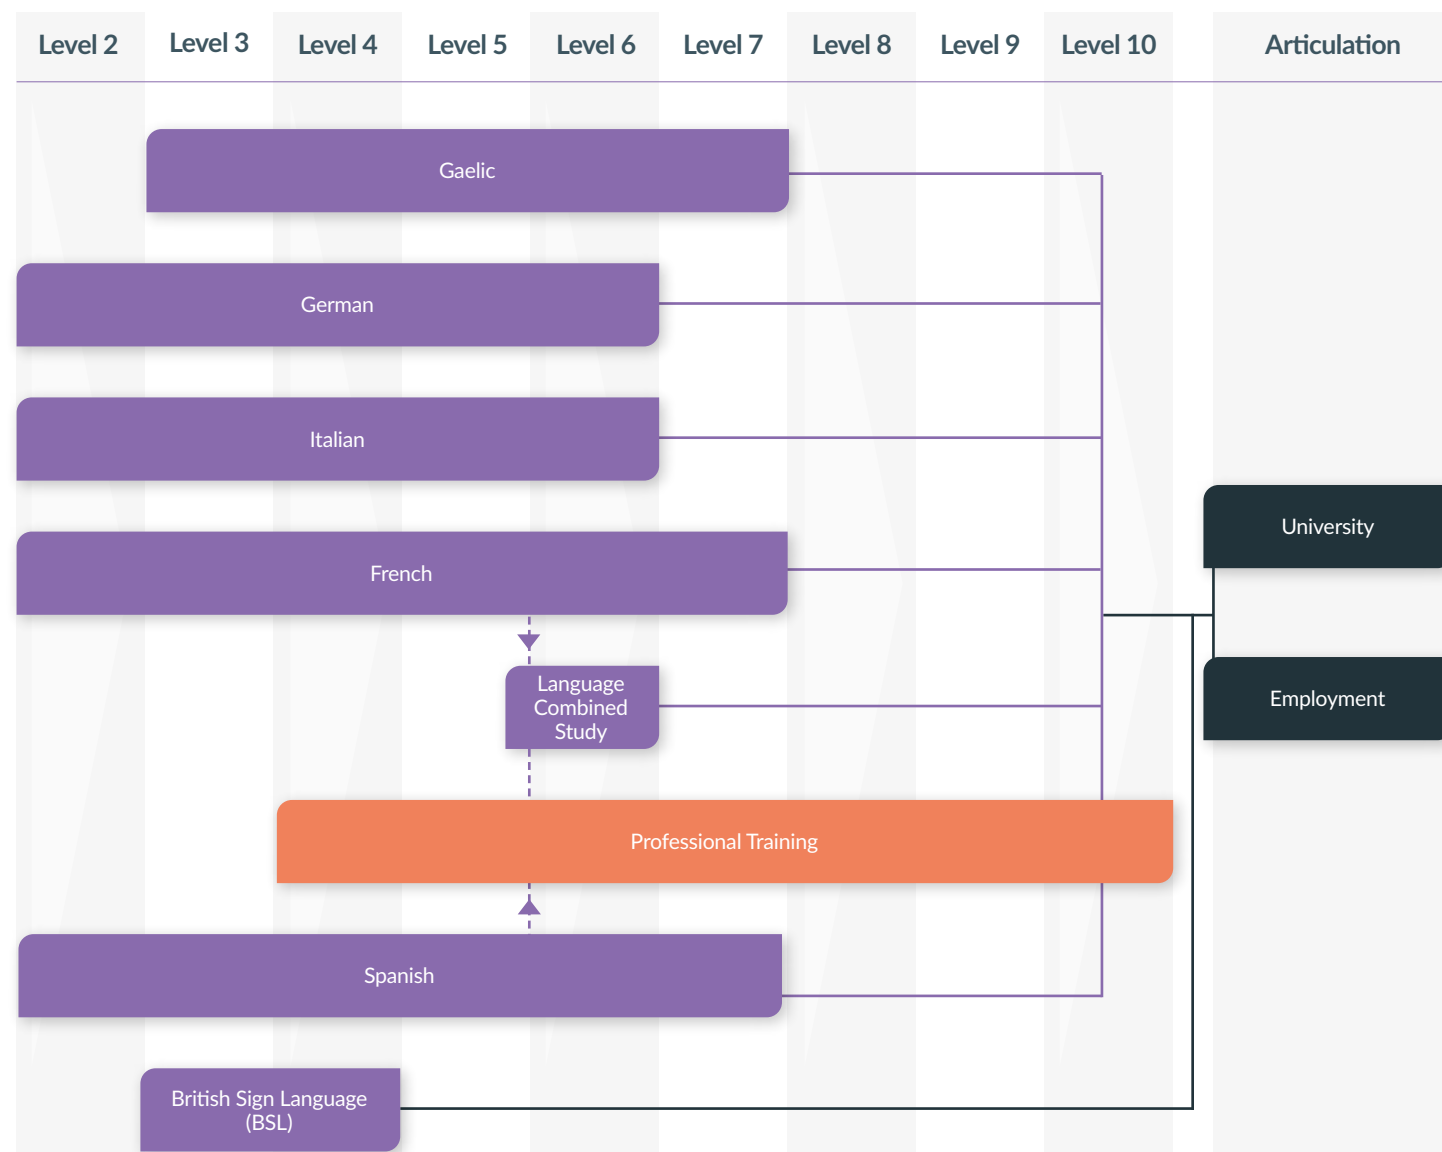 Level 2
Level 3
Level 4
Level 5
Level 6
Level 7
Level 8
Level 9
Level 10
Articulation
Gaelic
German
Italian
University
French
Language
Combined
Study
Employment
Professional Training
Spanish
British Sign Language
(BSL)